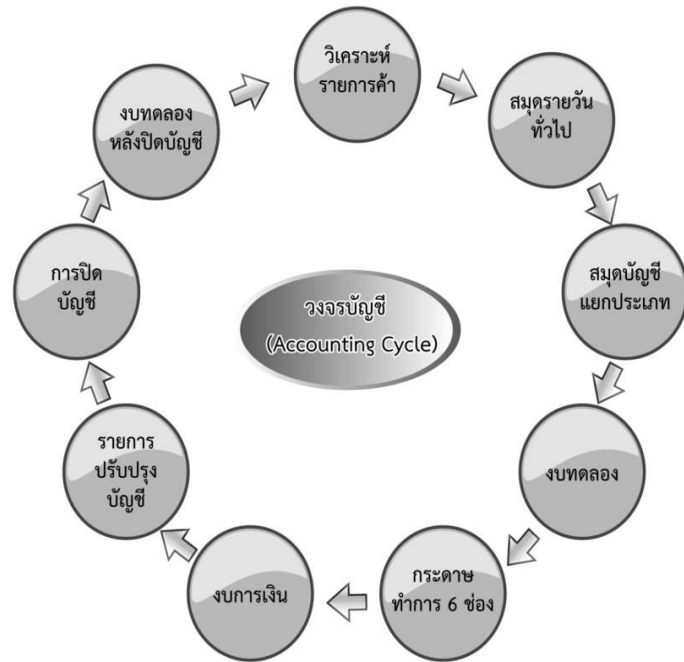 วิเคราะห์
รายการค้า
สมุดรายวัน
ทั่วไป
สมุดบัญชี
แยกประเภท
งบทดลอง
กระดาษ
ทำการ 6 ช่อง
งบการเงิน
รายการ
ปรับปรุง
บัญชี
การปิด
บัญชี
งบทดลอง
หลังปิดบัญชี
วงจรบัญชี
(Accounting Cycle)